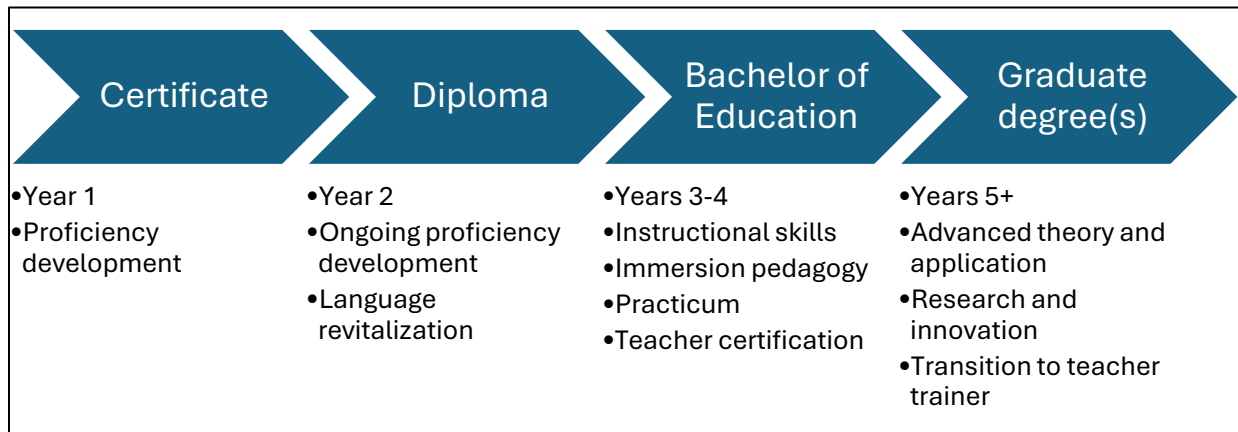 Certificate
Diploma
Bachelor of
Education
Graduate
degree(s)
•Year 1
•Proficiency
development
•Year 2
•Ongoing proficiency
development
•Language
revitalization
•Years 3-4
•Instructional skills
•Immersion pedagogy
•Practicum
•Teacher certification
•Years 5+
•Advanced theory and
application
•Research and
innovation
•Transition to teacher
trainer